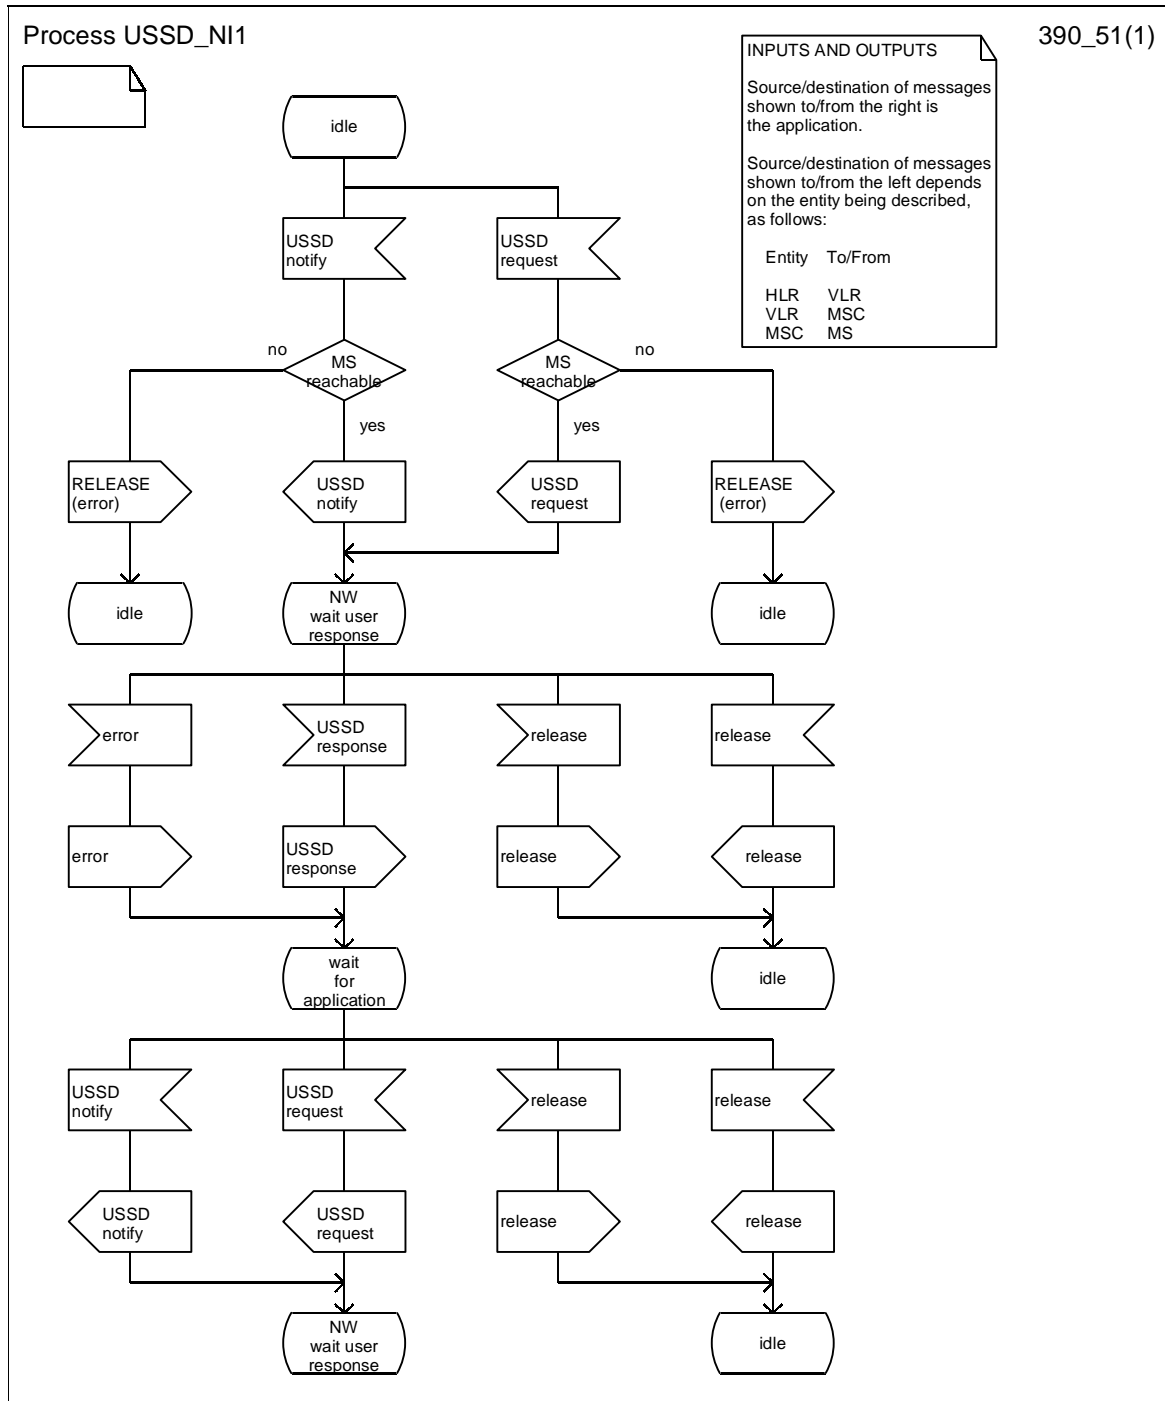 Process USSD_NI1
390_51(1)
INPUTS AND OUTPUTS
Source/destination of messages
shown to/from the right is
the application.
Source/destination of messages
shown to/from the left depends
on the entity being described,
as follows:
Entity To/From
HLR VLR
VLR MSC
MSC MS
idle
USSD
notify
USSD
request
no
MS
reachable
yes
MS
reachable
no
yes
RELEASE
(error)
USSD
notify
USSD
request
RELEASE
(error)
idle
NW
wait user
response
idle
error
USSD
response
release
release
error
USSD
response
release
release
wait
for
application
idle
USSD
notify
USSD
request
release
release
USSD
notify
USSD
request
release
release
NW
wait user
response
idle